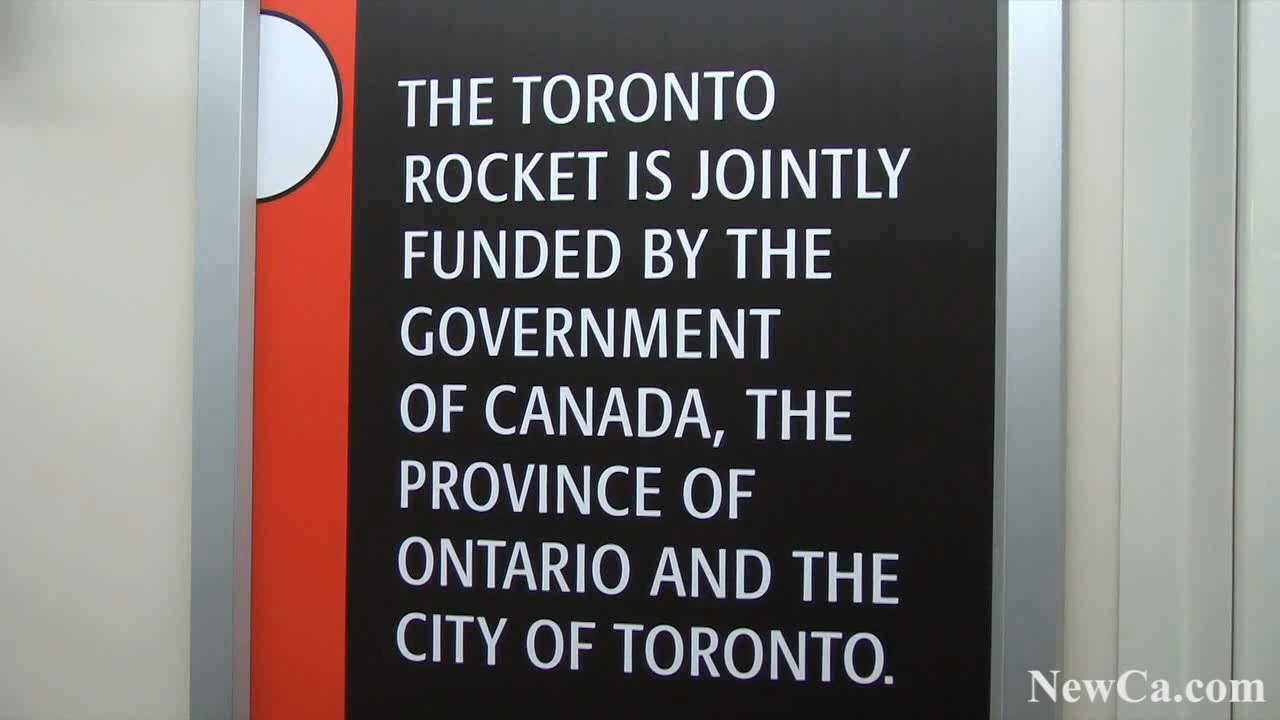 THE TORONTO
ROCKET IS JOINTLY
FUNDED BY THE
GOVERNMENT
OF CANADA, THE
PROVINCE OF
ONTARIO AND THE
CITY OF TORONTO.
NewCa.com